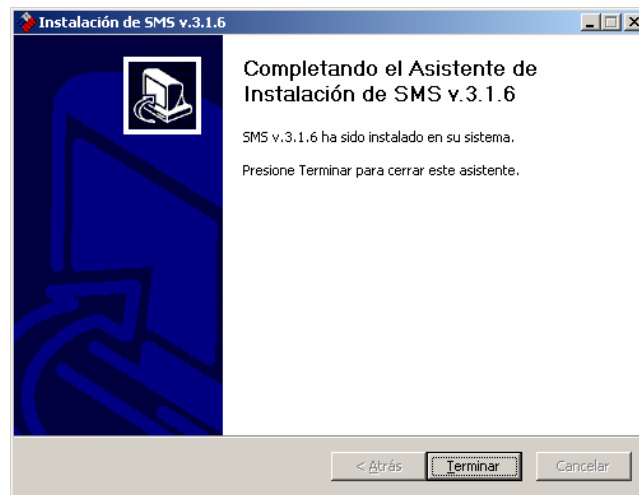 Instalación de SMS v.3.1.6
Completando el Asistente de
Instalación de SMS v.3.1.6
SMS v.3.1.6 ha sido instalado en su sistema.
Presione Terminar para cerrar este asistente.
< Atrás
Terminar
Cancelar